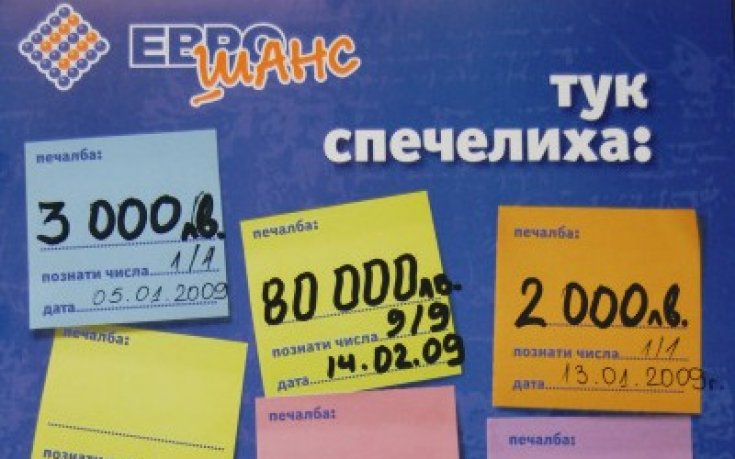 ЕВРО
ШАНС
тук
спечелиха:
печалба:
3 000 лв.
познати числа 1/1
дата 05.01.2009
печалба:
80 000 лв.
познати числа 9/9
дата 14.02.09
печалба:
2 000 лв.
познати числа 1/1
дата 13.01.2009г.
печалба:
познати
печалба:
печалба: